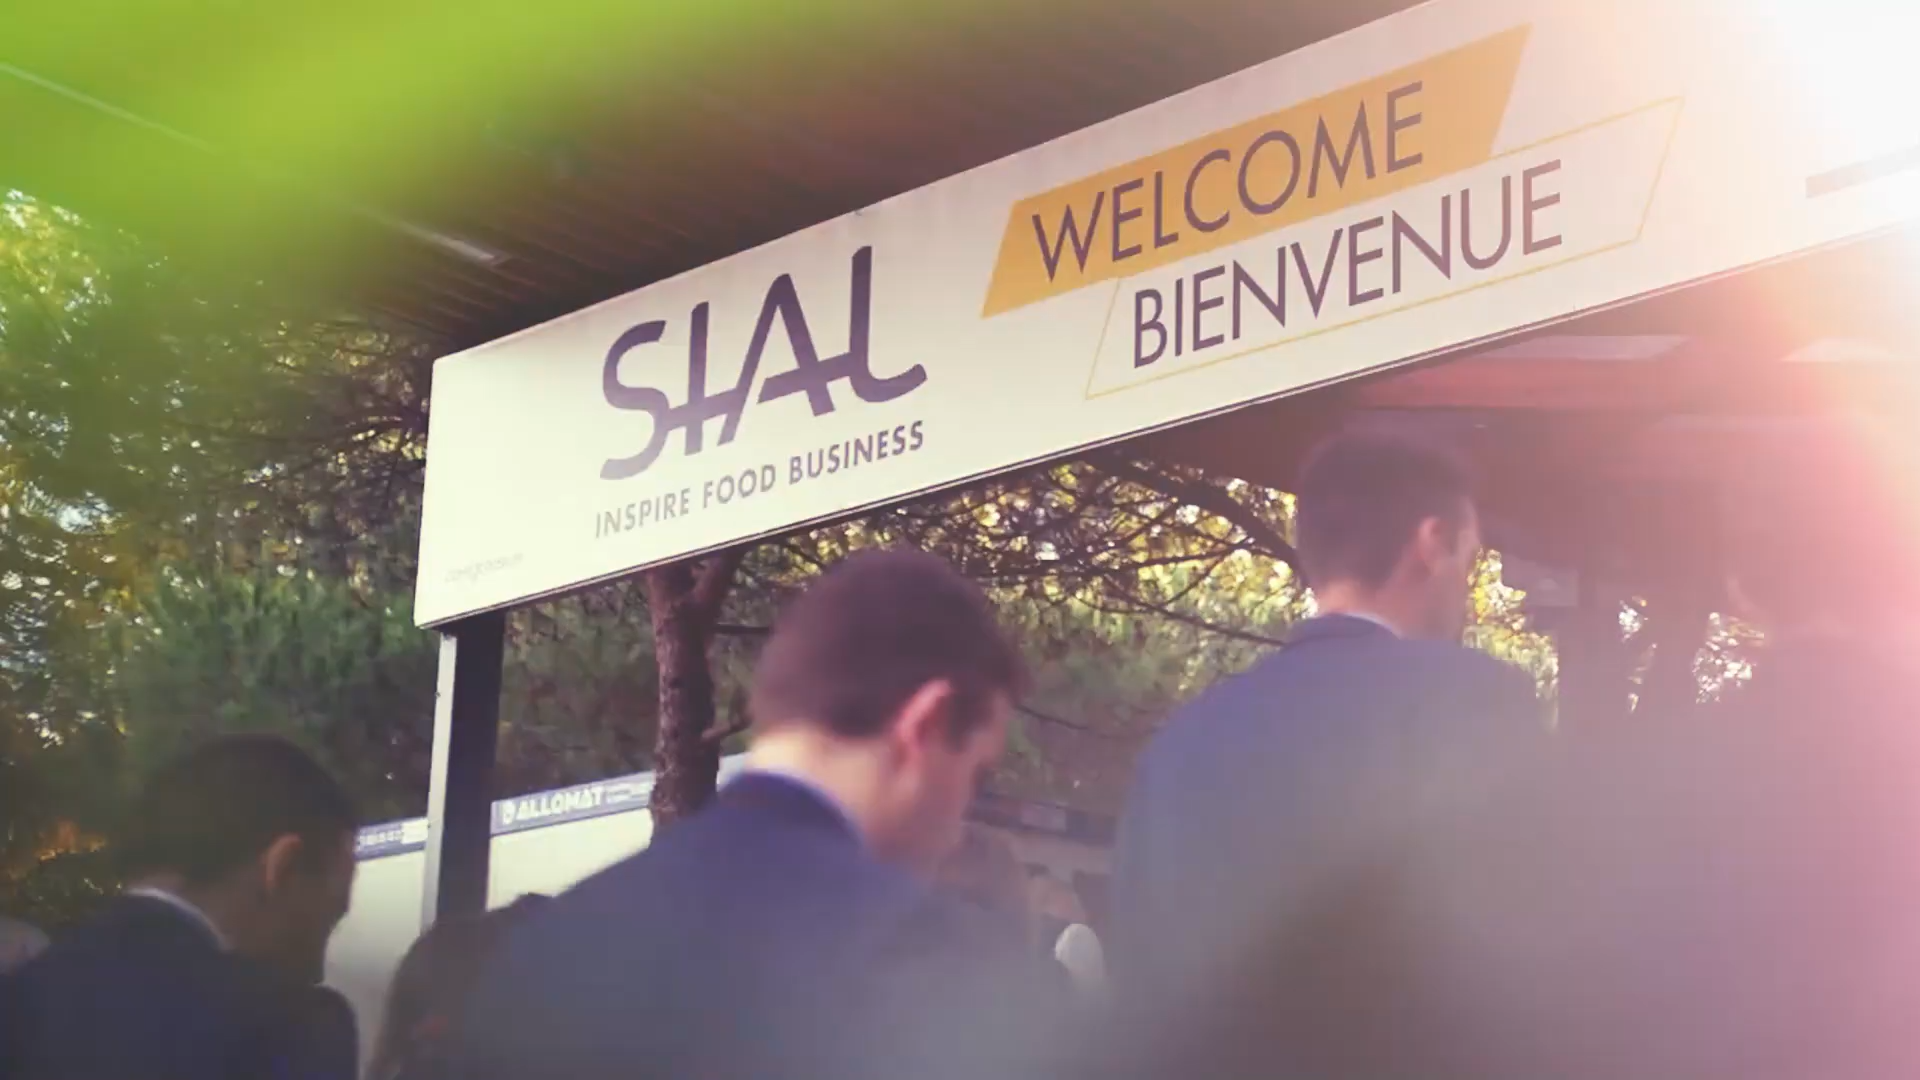 WELCOME
BIENVENUE
SIAL
INSPIRE FOOD BUSINESS
ALLOMAT